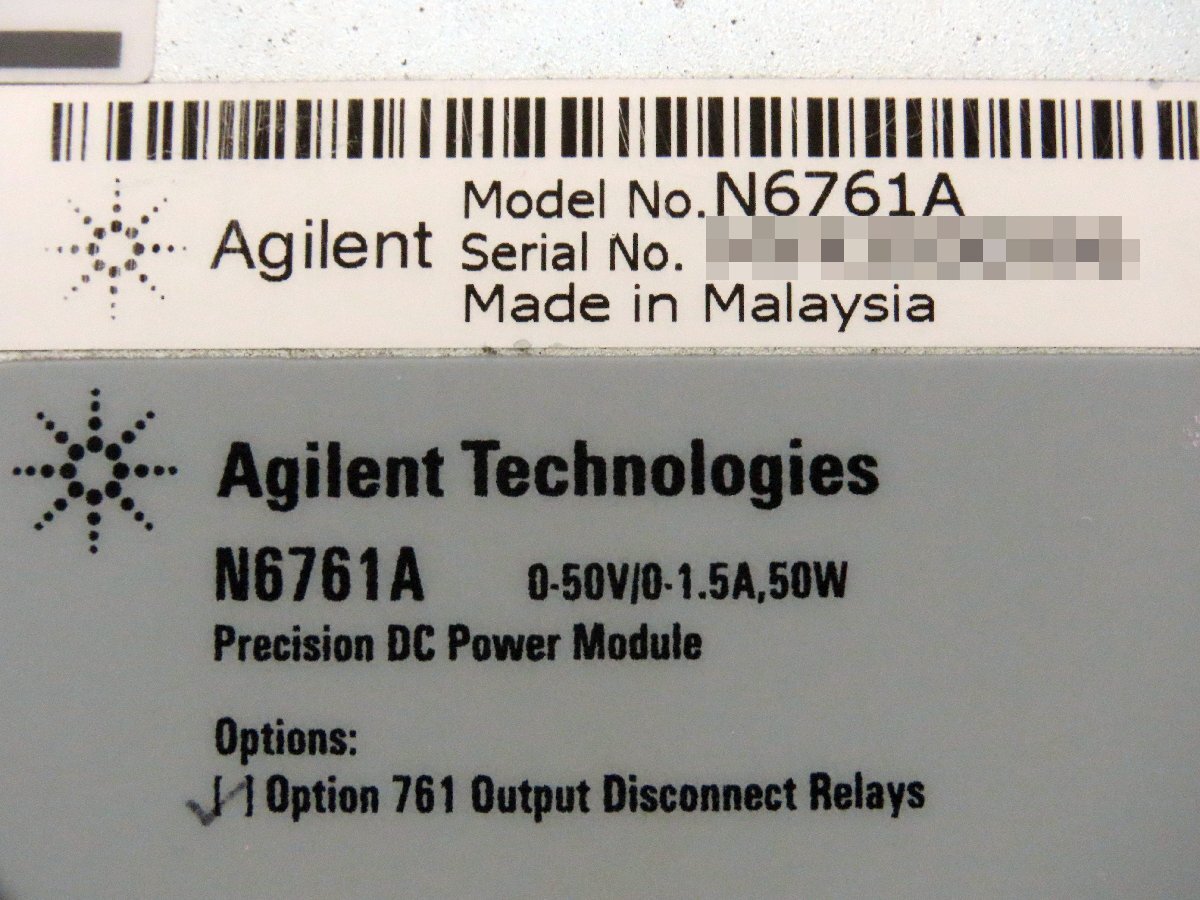 Agilent
Model No. N6761A
Serial No.
Made in Malaysia
Agilent Technologies
N6761A 0-50V/0-1.5A,50W
Precision DC Power Module
Options:
[✓] Option 761 Output Disconnect Relays